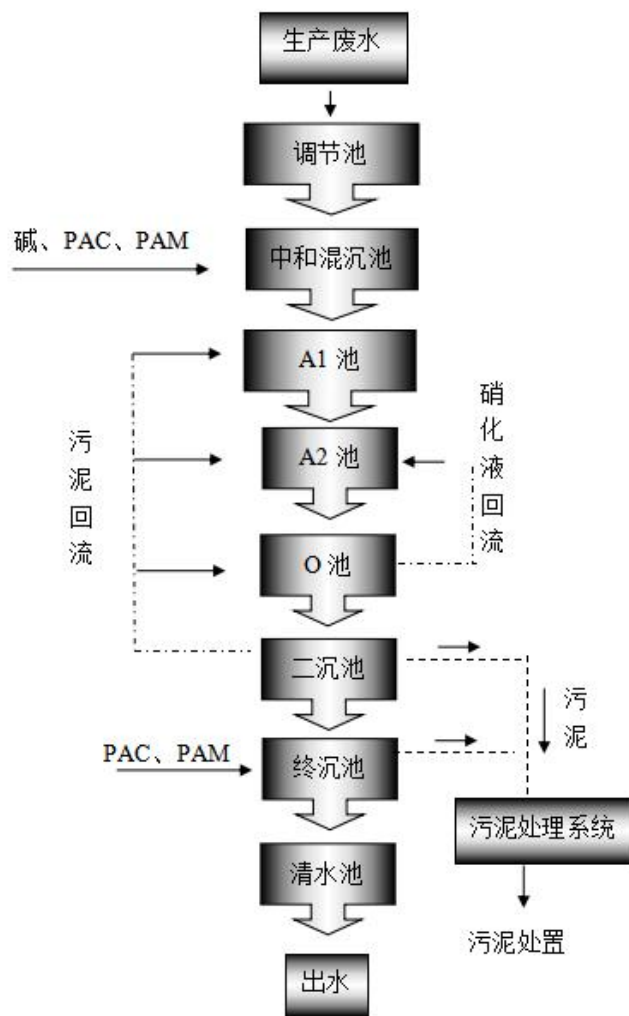 生产废水
调节池
碱、PAC、PAM
中和混沉池
A1 池
硝化液回流
A2 池
污泥回流
O 池
二沉池
污泥
PAC、PAM
终沉池
污泥处理系统
清水池
污泥处置
出水